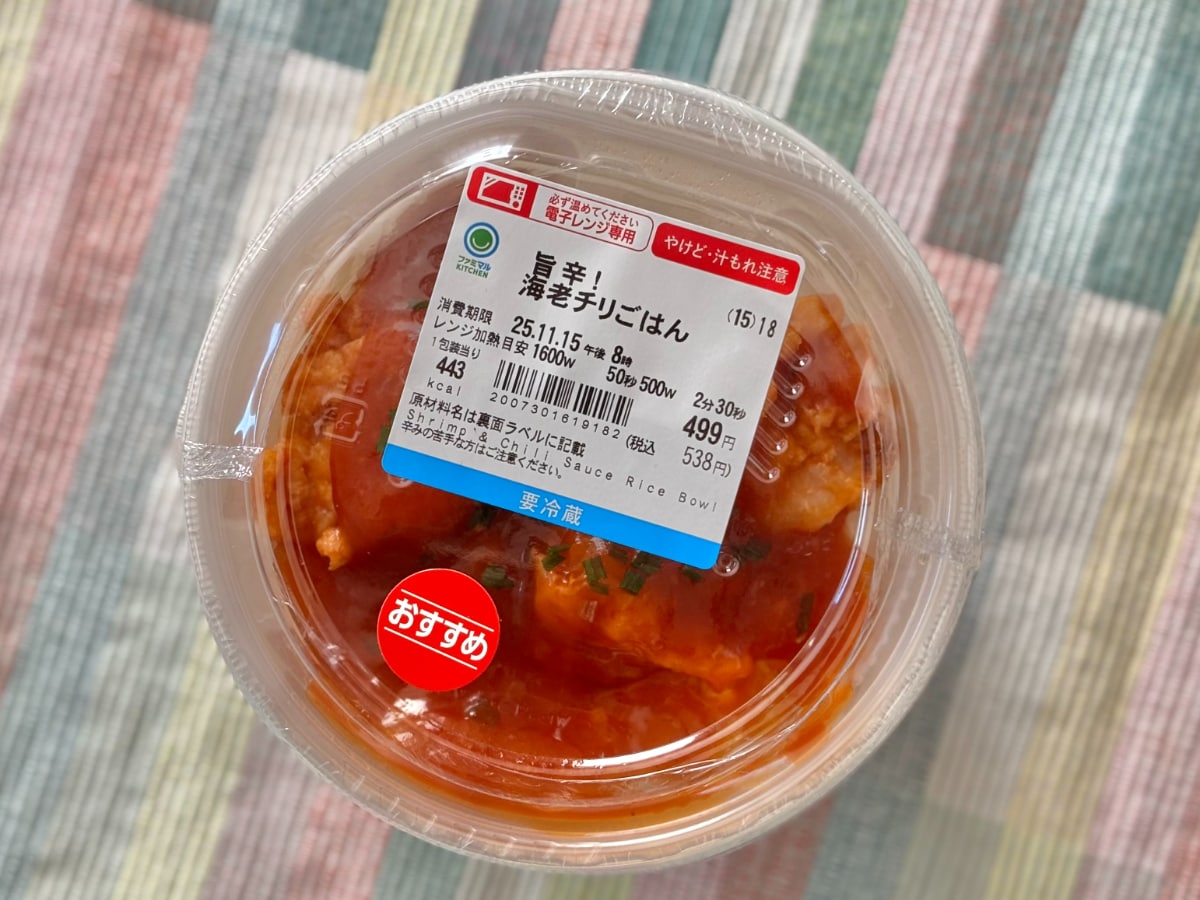 必ず温めてください
電子レンジ専用
やけど・汁もれ注意
ファミマル
KITCHEN
旨辛!
海老チリごはん
(15)18
消費期限 25.11.15 午後 8時
レンジ加熱目安 1600w 50秒 500w 2分30秒
1包装当り
443
kcal
2007301619182
499円
(税込 538円)
原材料名は裏面ラベルに記載
Shrimp & Chili Sauce Rice Bowl
辛みの苦手な方はご注意ください。
要冷蔵
おすすめ